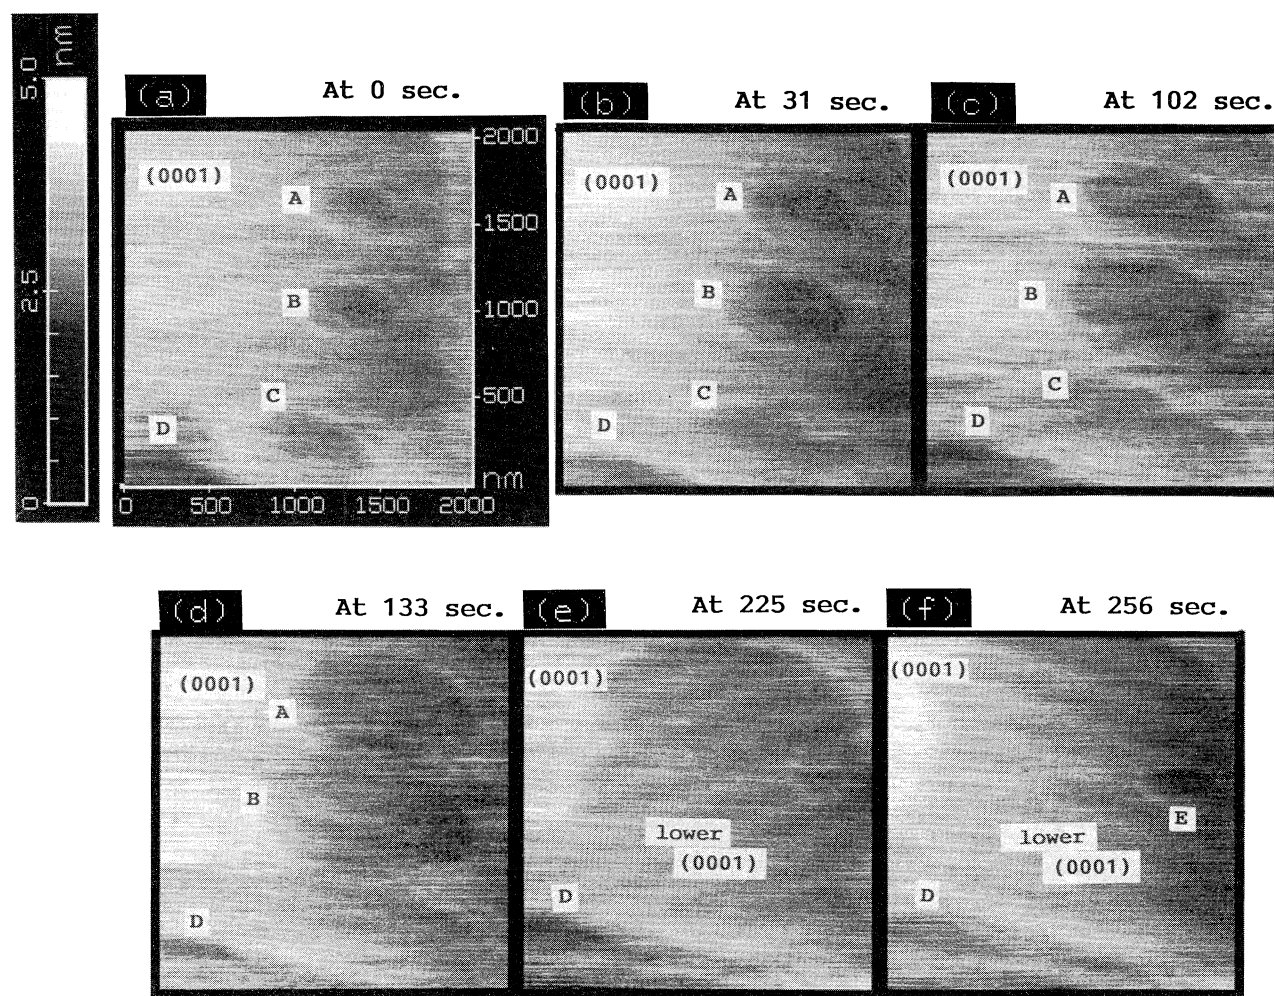 nm
5.0
2.5
0
(a)
At 0 sec.
(0001)
A
B
C
D
2000
1500
1000
500
nm
0
500
1000
1500
2000
(b)
At 31 sec.
(0001)
A
B
C
D
(c)
At 102 sec.
(0001)
A
B
C
D
(d)
At 133 sec.
(0001)
A
B
D
(e)
At 225 sec.
(0001)
lower
(0001)
D
(f)
At 256 sec.
(0001)
E
lower
(0001)
D